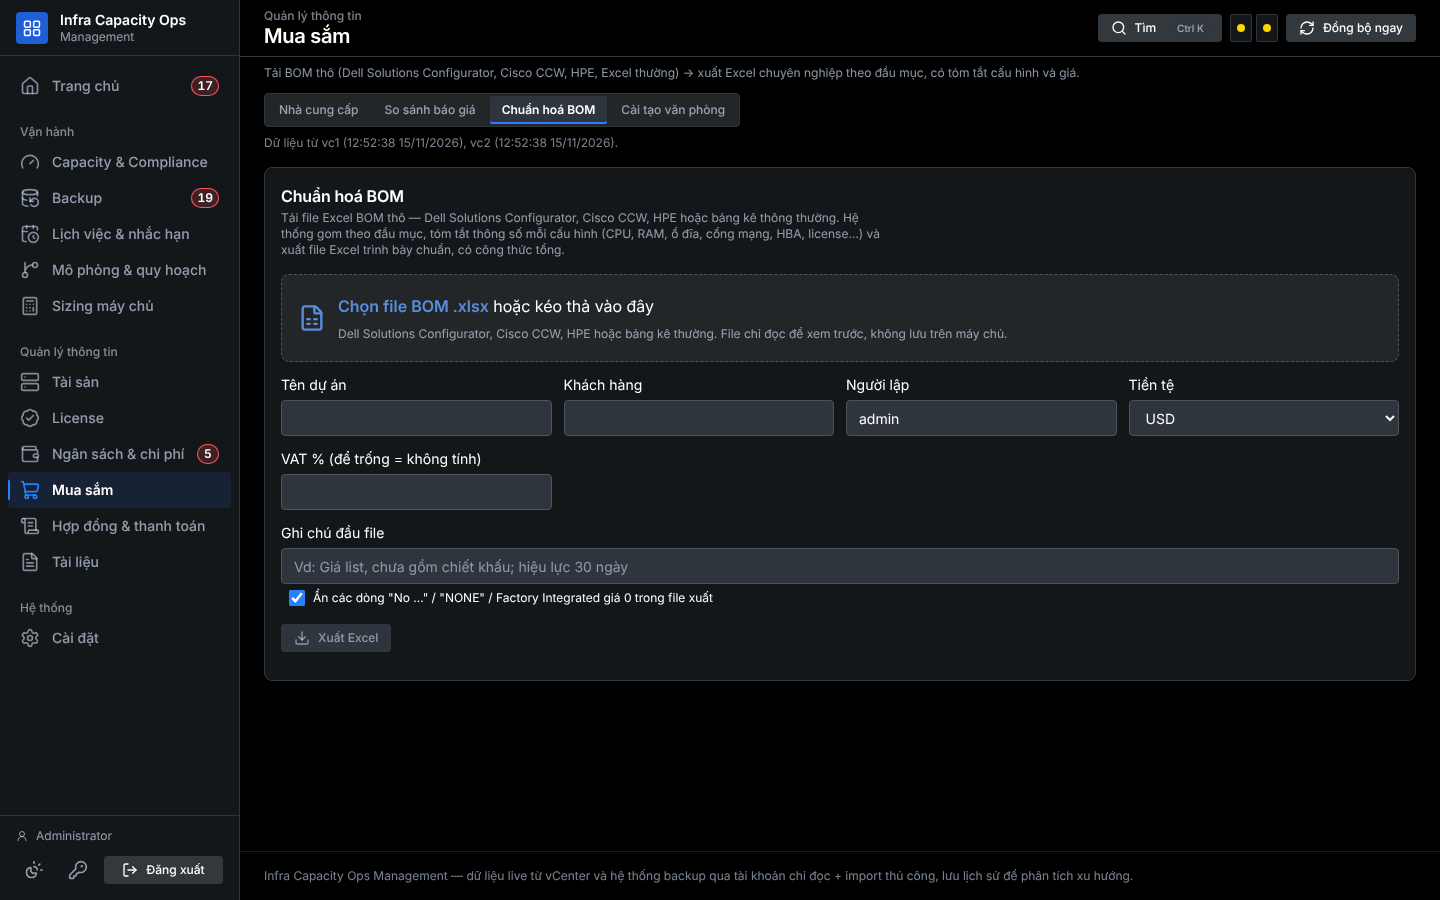 Infra Capacity Ops
Management
Trang chủ 17
Vận hành
Capacity & Compliance
Backup 19
Lịch việc & nhắc hạn
Mô phỏng & quy hoạch
Sizing máy chủ
Quản lý thông tin
Tài sản
License
Ngân sách & chi phí 5
Mua sắm
Hợp đồng & thanh toán
Tài liệu
Hệ thống
Cài đặt
Administrator
Đăng xuất
Quản lý thông tin
Mua sắm
Tìm Ctrl K
Đồng bộ ngay
Tải BOM thô (Dell Solutions Configurator, Cisco CCW, HPE, Excel thường) → xuất Excel chuyên nghiệp theo đầu mục, có tóm tắt cấu hình và giá.
Nhà cung cấp So sánh báo giá Chuẩn hoá BOM Cải tạo văn phòng
Dữ liệu từ vc1 (12:52:38 15/11/2026), vc2 (12:52:38 15/11/2026).
Chuẩn hoá BOM
Tải file Excel BOM thô — Dell Solutions Configurator, Cisco CCW, HPE hoặc bảng kê thông thường. Hệ
thống gom theo đầu mục, tóm tắt thông số mỗi cấu hình (CPU, RAM, ổ đĩa, cổng mạng, HBA, license…) và
xuất file Excel trình bày chuẩn, có công thức tổng.
Chọn file BOM .xlsx hoặc kéo thả vào đây
Dell Solutions Configurator, Cisco CCW, HPE hoặc bảng kê thường. File chỉ đọc để xem trước, không lưu trên máy chủ.
Tên dự án Khách hàng Người lập Tiền tệ
admin USD
VAT % (để trống = không tính)
Ghi chú đầu file
Vd: Giá list, chưa gồm chiết khấu; hiệu lực 30 ngày
Ẩn các dòng "No …" / "NONE" / Factory Integrated giá 0 trong file xuất
Xuất Excel
Infra Capacity Ops Management — dữ liệu live từ vCenter và hệ thống backup qua tài khoản chỉ đọc + import thủ công, lưu lịch sử để phân tích xu hướng.